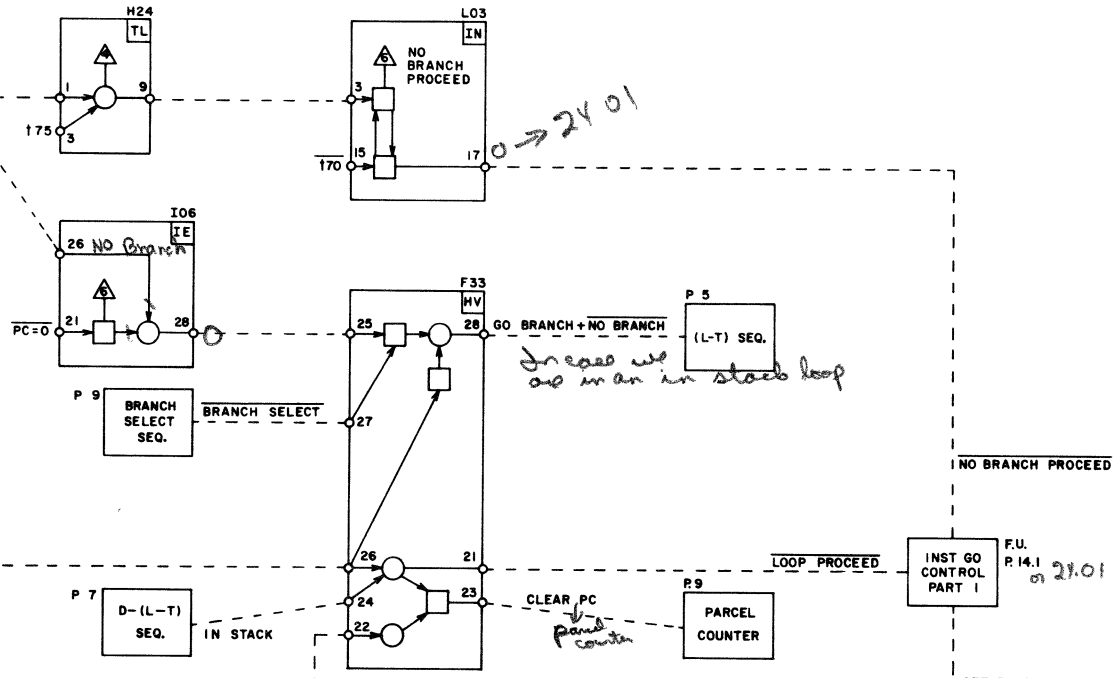 H24
TL
4
1
9
t75
3
L03
IN
6
NO
BRANCH
PROCEED
3
15
t70
17
0 → 24 01
I06
IE
26 NO Branch
6
PC=0
21
28
0
F33
HV
25
28
GO BRANCH + NO BRANCH
P 5
(L-T) SEQ.
In case we
are in an in stack loop
P 9
BRANCH
SELECT
SEQ.
BRANCH SELECT
27
NO BRANCH PROCEED
26
21
LOOP PROCEED
INST GO
CONTROL
PART 1
F.U.
P. 14.1
or 24.01
P 7
D-(L-T)
SEQ.
IN STACK
24
22
23
CLEAR PC
parcel
counter
P.9
PARCEL
COUNTER